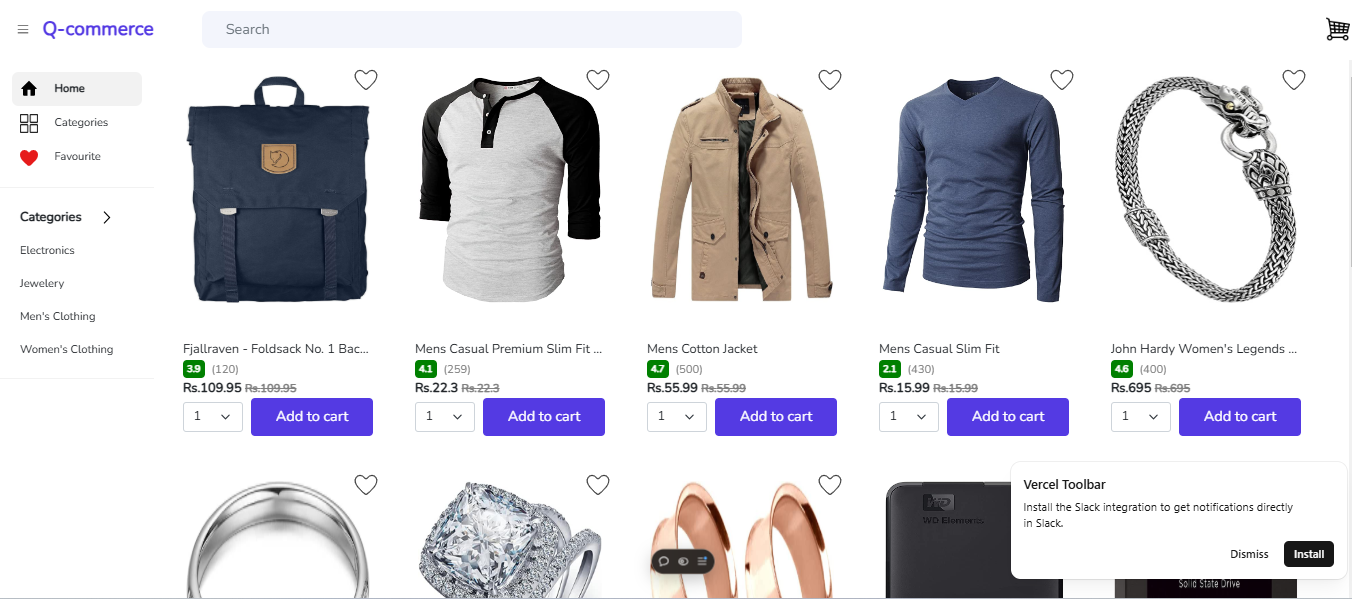 Q-commerce
Search
Home
Categories
Favourite
Categories
Electronics
Jewelery
Men's Clothing
Women's Clothing
Fjallraven - Foldsack No. 1 Bac...
3.9 (120)
Rs.109.95 Rs.109.95
1 Add to cart
Mens Casual Premium Slim Fit ...
4.1 (259)
Rs.22.3 Rs.22.3
1 Add to cart
Mens Cotton Jacket
4.7 (500)
Rs.55.99 Rs.55.99
1 Add to cart
Mens Casual Slim Fit
2.1 (430)
Rs.15.99 Rs.15.99
1 Add to cart
John Hardy Women's Legends ...
4.6 (400)
Rs.695 Rs.695
1 Add to cart
WD
WD Elements
Solid State Drive
Vercel Toolbar
Install the Slack integration to get notifications directly
in Slack.
Dismiss Install